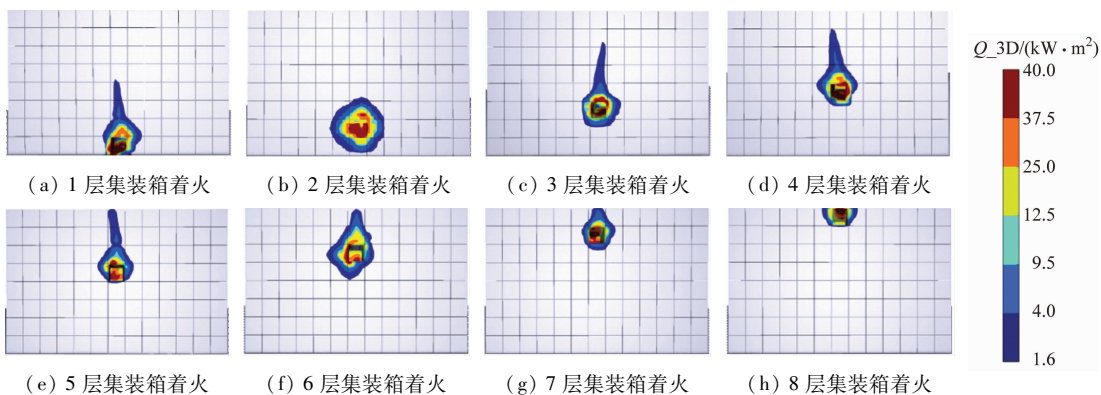 Q_3D/(kW·m²)
40.0
37.5
25.0
12.5
9.5
4.0
1.6
(a) 1 层集装箱着火
(b) 2 层集装箱着火
(c) 3 层集装箱着火
(d) 4 层集装箱着火
(e) 5 层集装箱着火
(f) 6 层集装箱着火
(g) 7 层集装箱着火
(h) 8 层集装箱着火